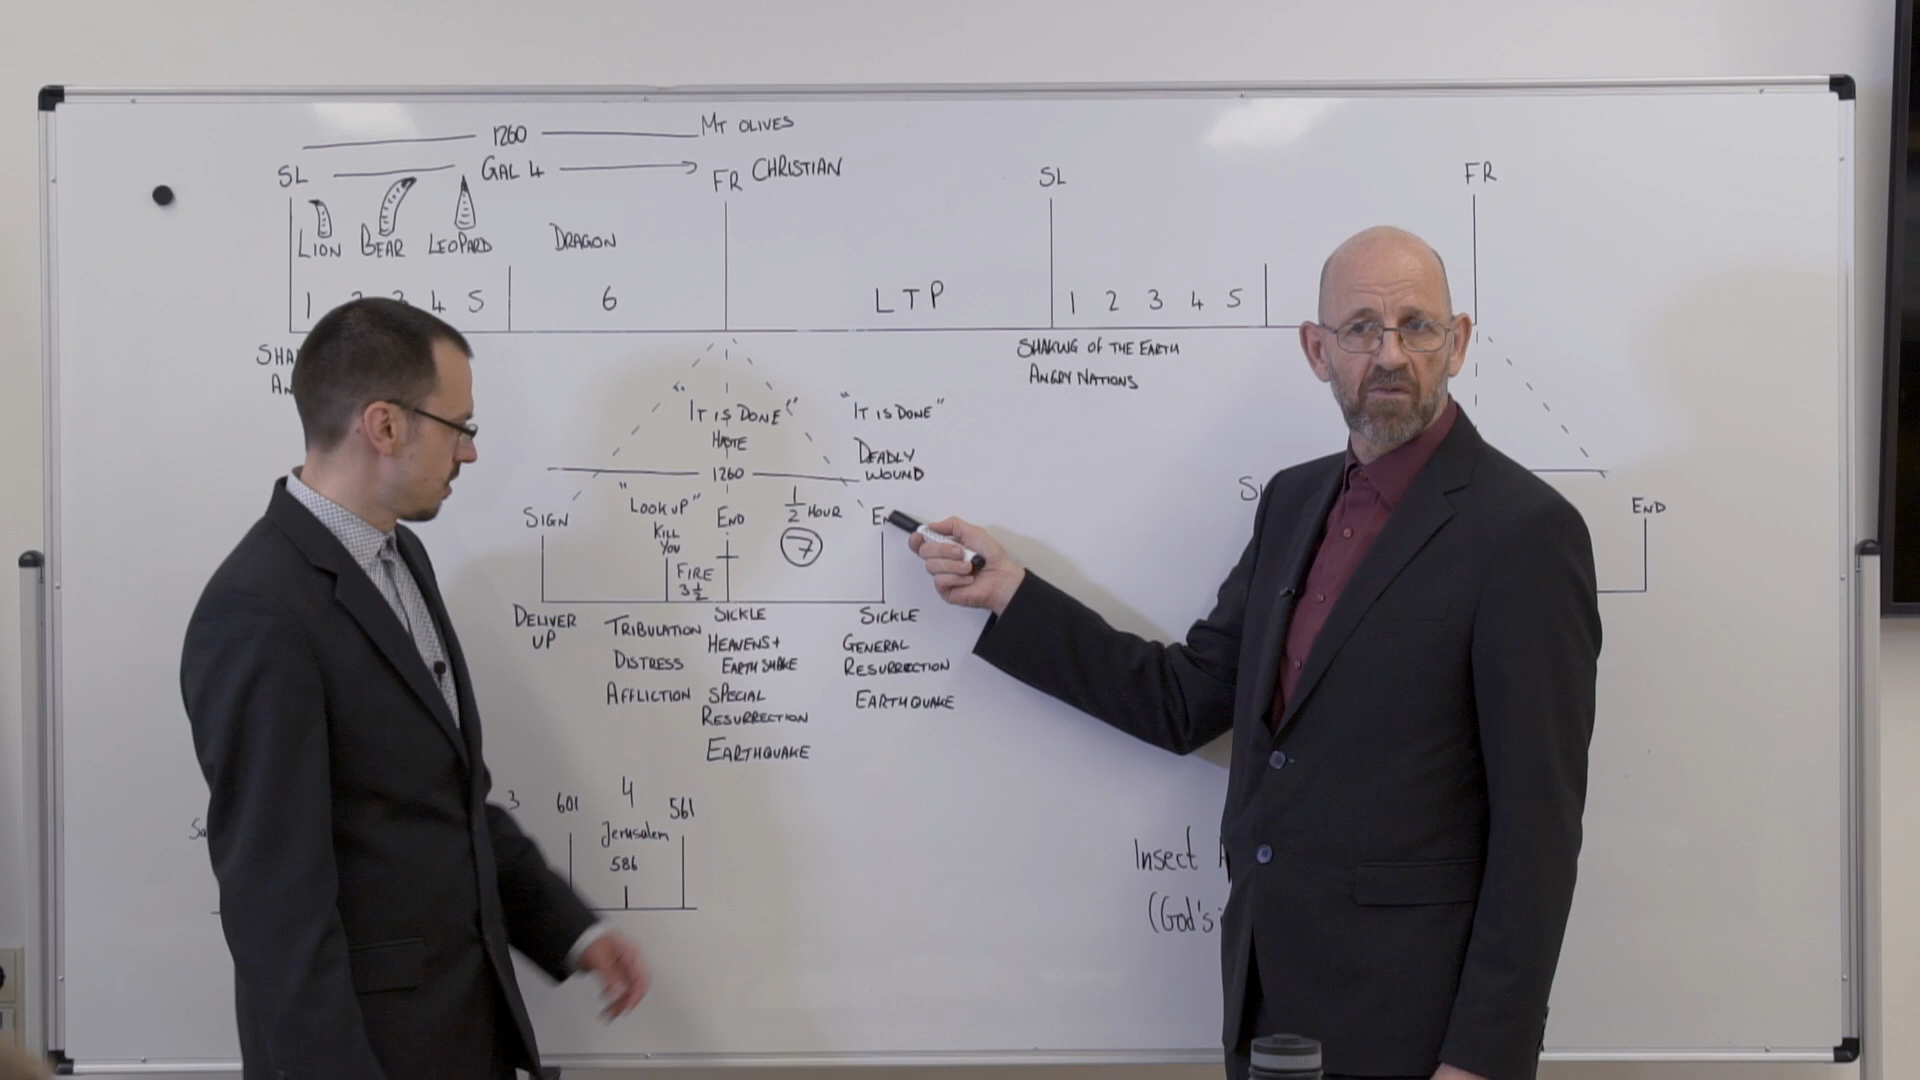 1260 MT OLIVES
SL GAL 4 FR CHRISTIAN SL FR
LION BEAR LEOPARD DRAGON
1 2 3 4 5 6 LTP 1 2 3 4 5
SHAKING OF THE EARTH
ANGRY NATIONS
"IT IS DONE" "IT IS DONE"
HASTE DEADLY
1260 WOUND
"LOOK UP" 1/2 HOUR
SIGN KILL END END
YOU 7
FIRE
3 1/2
DELIVER
UP
TRIBULATION
DISTRESS
AFFLICTION
SICKLE
HEAVENS +
EARTH SHAKE
SPECIAL
RESURRECTION
EARTHQUAKE
SICKLE
GENERAL
RESURRECTION
EARTHQUAKE
3 601 4 561
Jerusalem
586
Insect
(God's